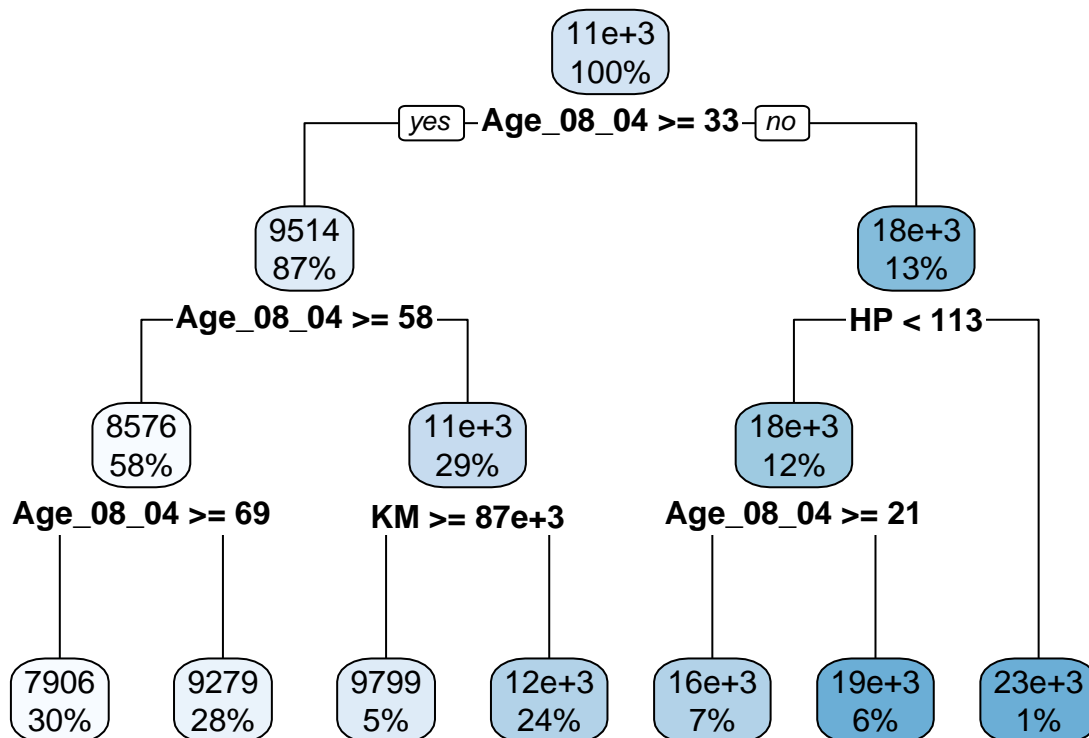 11e+3
100%
yes
Age_08_04 >= 33
no
9514
87%
18e+3
13%
Age_08_04 >= 58
HP < 113
8576
58%
11e+3
29%
18e+3
12%
Age_08_04 >= 69
KM >= 87e+3
Age_08_04 >= 21
7906
30%
9279
28%
9799
5%
12e+3
24%
16e+3
7%
19e+3
6%
23e+3
1%